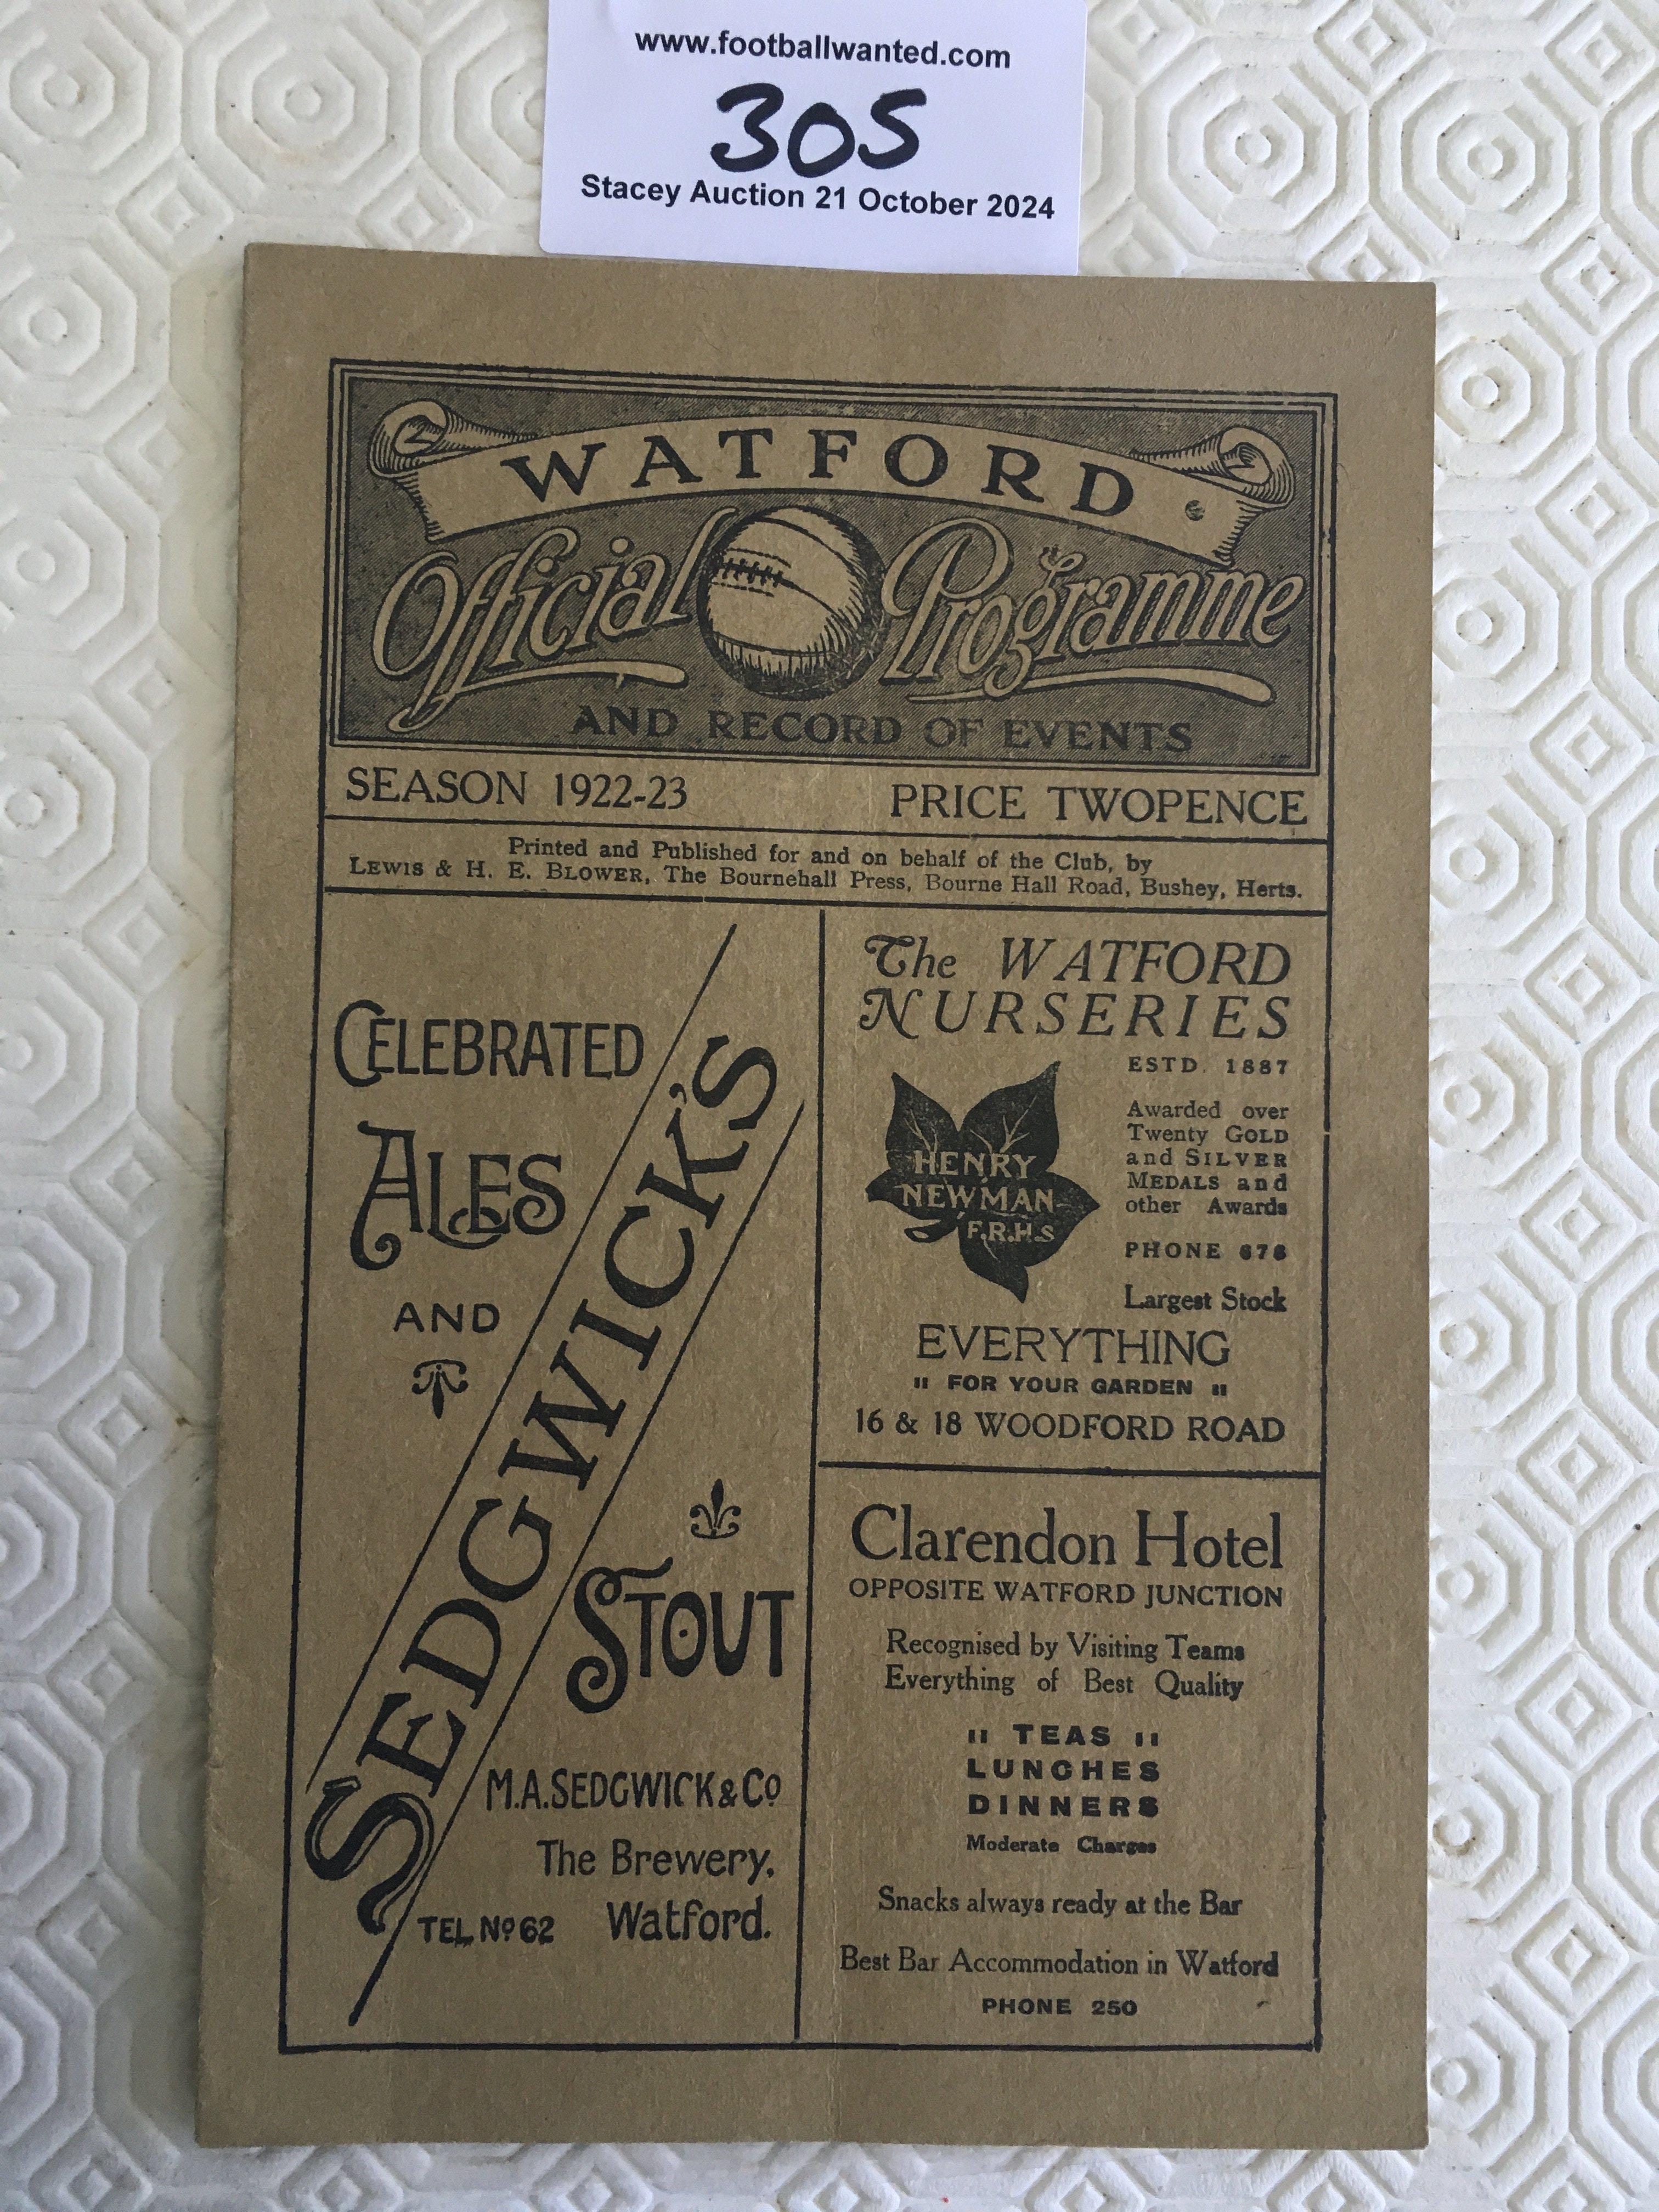 www.footballwanted.com
305
Stacey Auction 21 October 2024
WATFORD
Official Programme
AND RECORD OF EVENTS
SEASON 1922-23 PRICE TWOPENCE
Printed and Published for and on behalf of the Club, by
LEWIS & H. E. BLOWER, The Bournehall Press, Bourne Hall Road, Bushey, Herts.
CELEBRATED
ALES
AND
SEDGWICK'S
STOUT
M.A. SEDGWICK & Co
The Brewery,
TEL No 62 Watford.
The WATFORD
NURSERIES
ESTD. 1887
HENRY
NEWMAN
F.R.H.S
Awarded over
Twenty GOLD
and SILVER
MEDALS and
other Awards
PHONE 676
Largest Stock
EVERYTHING
" FOR YOUR GARDEN "
16 & 18 WOODFORD ROAD
Clarendon Hotel
OPPOSITE WATFORD JUNCTION
Recognised by Visiting Teams
Everything of Best Quality
" TEAS "
LUNCHES
DINNERS
Moderate Charges
Snacks always ready at the Bar
Best Bar Accommodation in Watford
PHONE 250